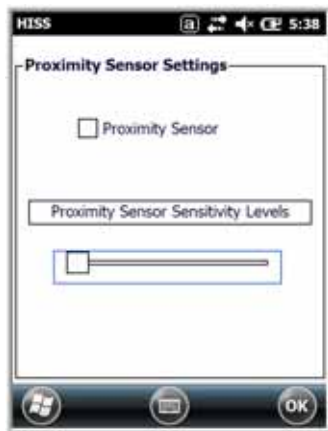 HISS a 5:38
Proximity Sensor Settings
Proximity Sensor
Proximity Sensor Sensitivity Levels
OK